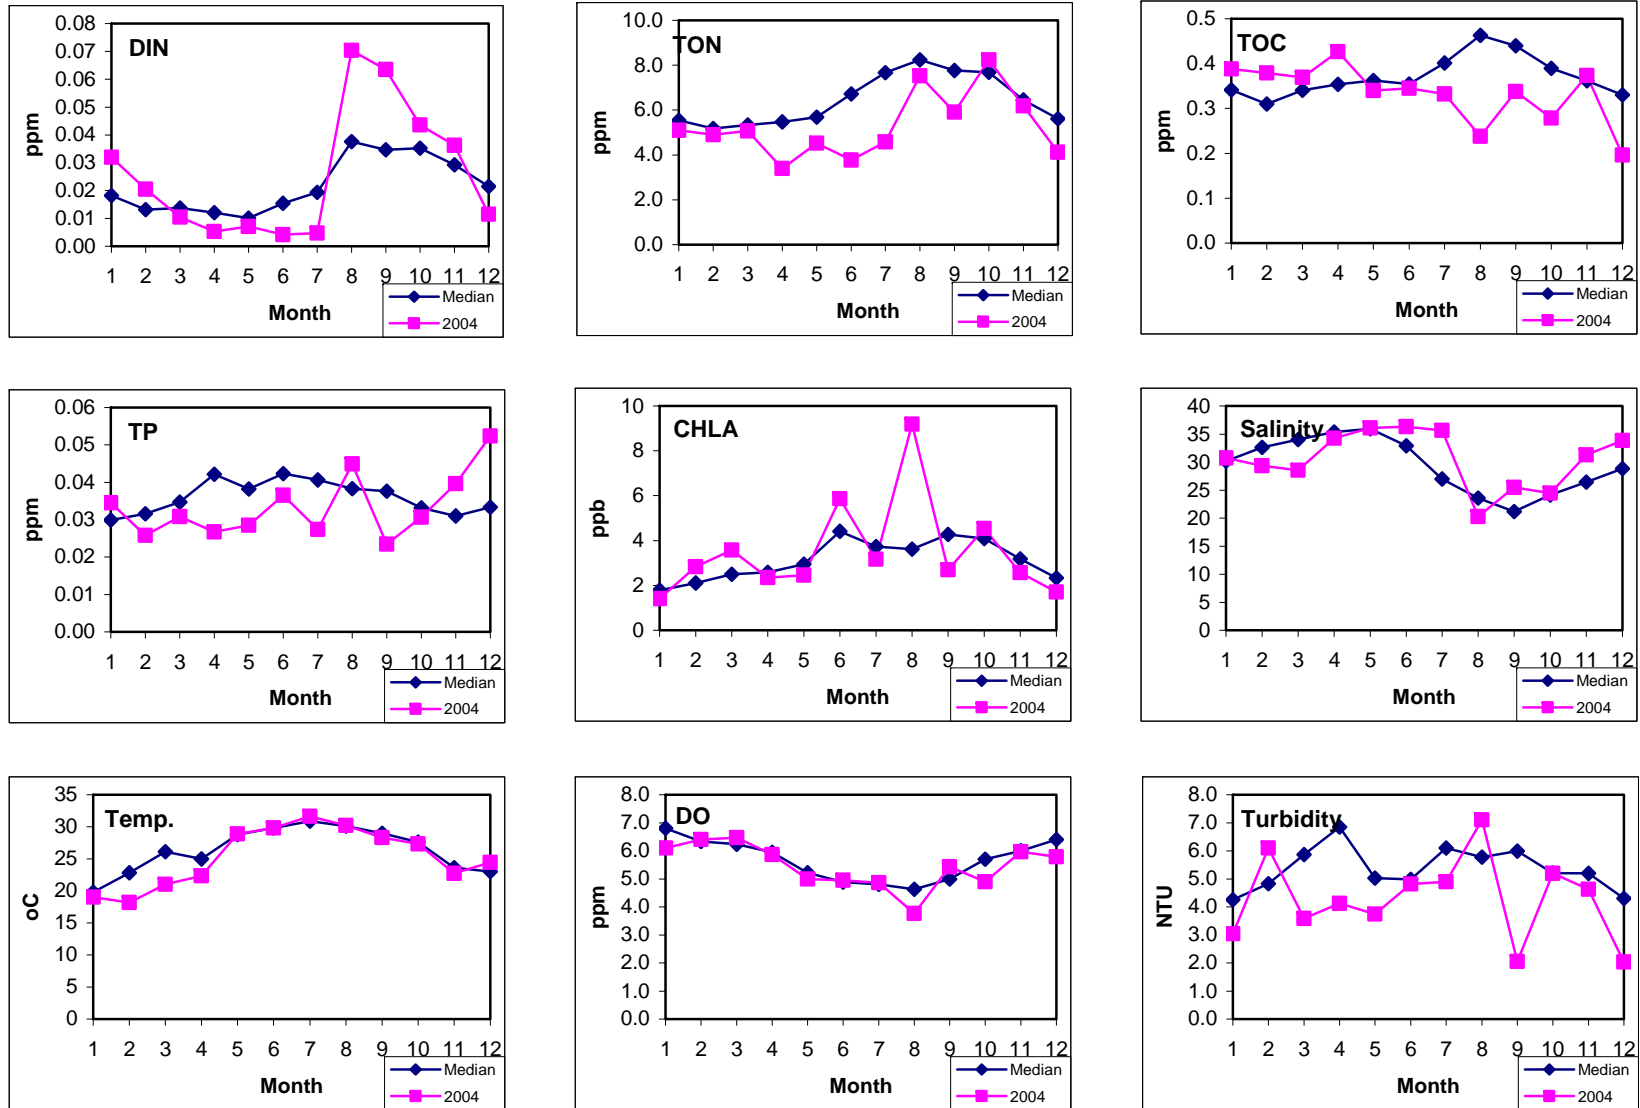 DIN
0.08
0.07
0.06
0.05
0.04
0.03
0.02
0.01
0.00
ppm
1 2 3 4 5 6 7 8 9 10 11 12
Month
Median
2004
TON
10.0
8.0
6.0
4.0
2.0
0.0
ppm
1 2 3 4 5 6 7 8 9 10 11 12
Month
Median
2004
TOC
0.5
0.4
0.3
0.2
0.1
0.0
ppm
1 2 3 4 5 6 7 8 9 10 11 12
Month
Median
2004
TP
0.06
0.05
0.04
0.03
0.02
0.01
0.00
ppm
1 2 3 4 5 6 7 8 9 10 11 12
Month
Median
2004
CHLA
10
8
6
4
2
0
ppb
1 2 3 4 5 6 7 8 9 10 11 12
Month
Median
2004
Salinity
40
35
30
25
20
15
10
5
0
1 2 3 4 5 6 7 8 9 10 11 12
Month
Median
2004
Temp.
35
30
25
20
15
10
5
0
oC
1 2 3 4 5 6 7 8 9 10 11 12
Month
Median
2004
DO
8.0
7.0
6.0
5.0
4.0
3.0
2.0
1.0
0.0
ppm
1 2 3 4 5 6 7 8 9 10 11 12
Month
Median
2004
Turbidity
8.0
7.0
6.0
5.0
4.0
3.0
2.0
1.0
0.0
NTU
1 2 3 4 5 6 7 8 9 10 11 12
Month
Median
2004